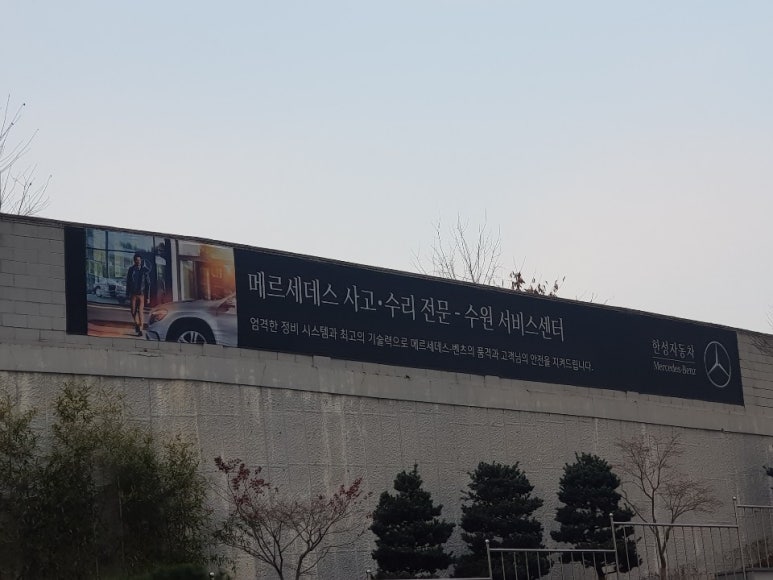 메르세데스 사고·수리 전문 - 수원 서비스센터
엄격한 정비 시스템과 최고의 기술력으로 메르세데스-벤츠의 품격과 고객님의 안전을 지켜드립니다.
한성자동차
Mercedes-Benz